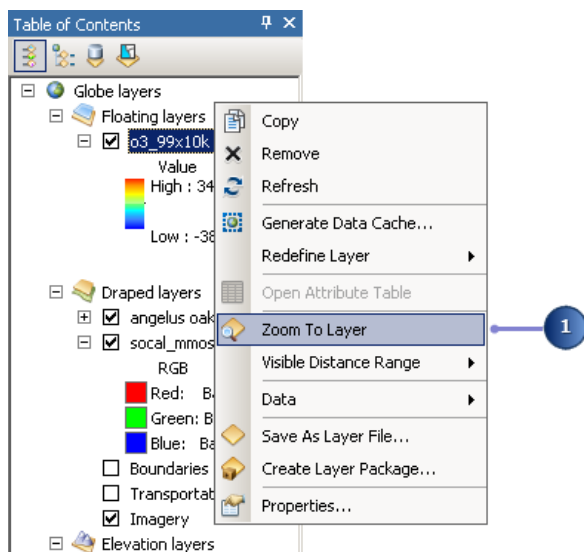 Table of Contents
Globe layers
Floating layers
o3_99x10k
Value
High : 34
Low : -38
Draped layers
angelus oak
socal_mmos
RGB
Red: Ba
Green: B
Blue: Ba
Boundaries
Transportat
Imagery
Elevation layers
Copy
Remove
Refresh
Generate Data Cache...
Redefine Layer
Open Attribute Table
Zoom To Layer
Visible Distance Range
Data
Save As Layer File...
Create Layer Package...
Properties...
1